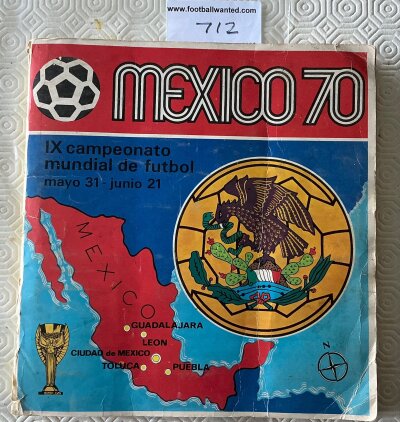 www.footballwanted.com
712
MEXICO 70
IX campeonato
mundial de futbol
mayo 31 - junio 21
MEXICO
GUADALAJARA
LEON
CIUDAD de MEXICO
TOLUCA
PUEBLA
N